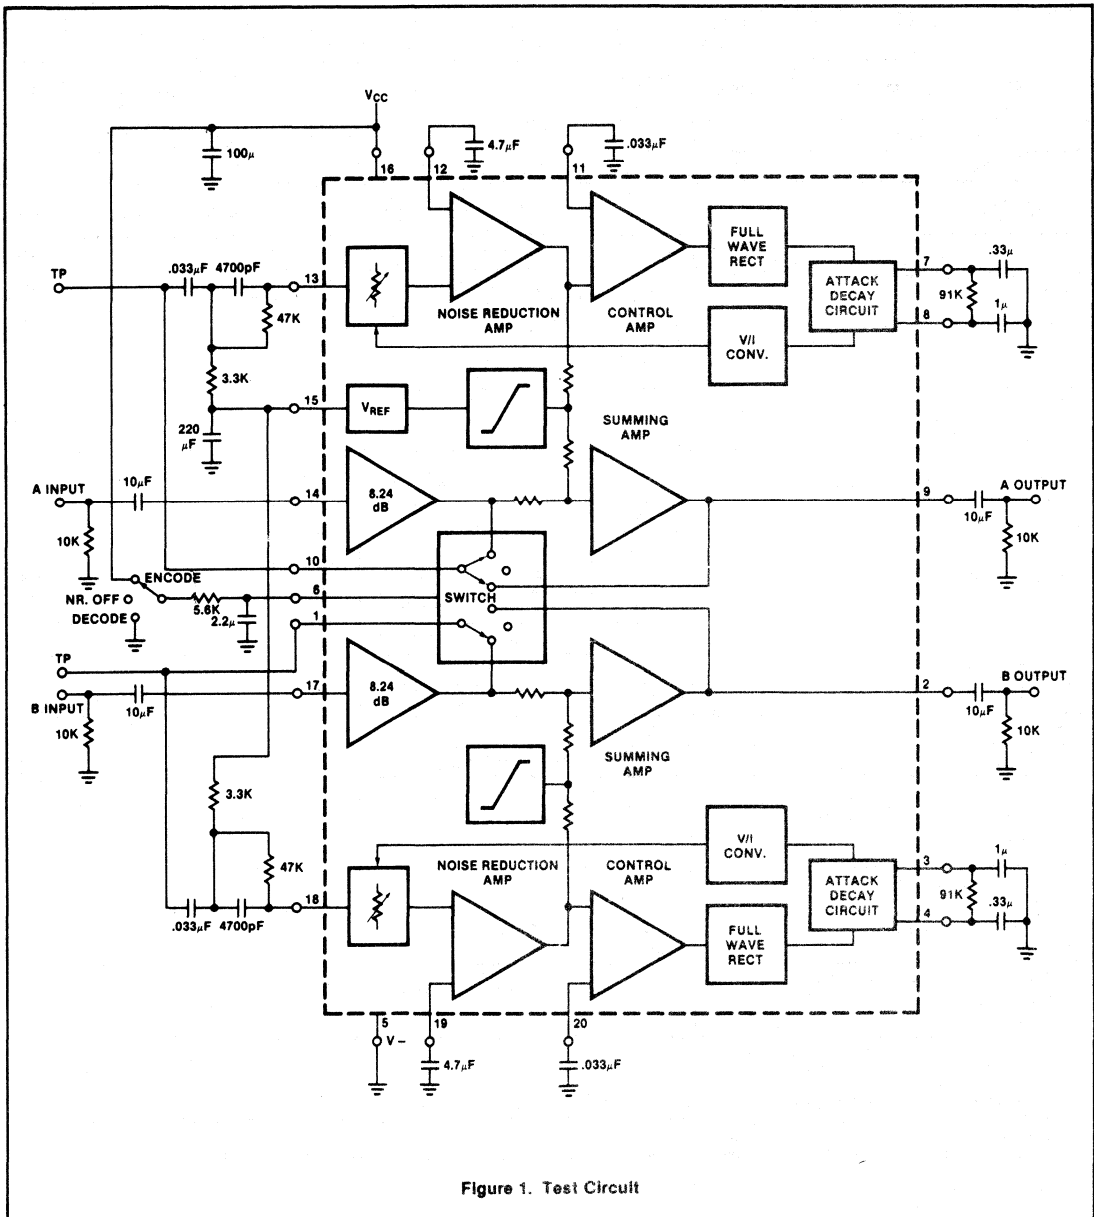 VCC
100μ
4.7μF
.033μF
16
12
11
TP
.033μF 4700pF
13
47K
NOISE REDUCTION
AMP
CONTROL
AMP
FULL
WAVE
RECT
ATTACK
DECAY
CIRCUIT
V/I
CONV.
7
.33μ
91K
1μ
8
3.3K
15
VREF
220
μF
SUMMING
AMP
A INPUT
10μF
14
8.24
dB
9
A OUTPUT
10μF
10K
10K
10
ENCODE
NR. OFF
DECODE
5.6K
6
2.2μ
SWITCH
1
TP
B INPUT
10μF
17
8.24
dB
2
B OUTPUT
10μF
10K
10K
SUMMING
AMP
3.3K
47K
.033μF 4700pF
18
NOISE REDUCTION
AMP
CONTROL
AMP
V/I
CONV.
ATTACK
DECAY
CIRCUIT
FULL
WAVE
RECT
3
1μ
91K
.33μ
4
5
V –
19
4.7μF
20
.033μF
Figure 1. Test Circuit